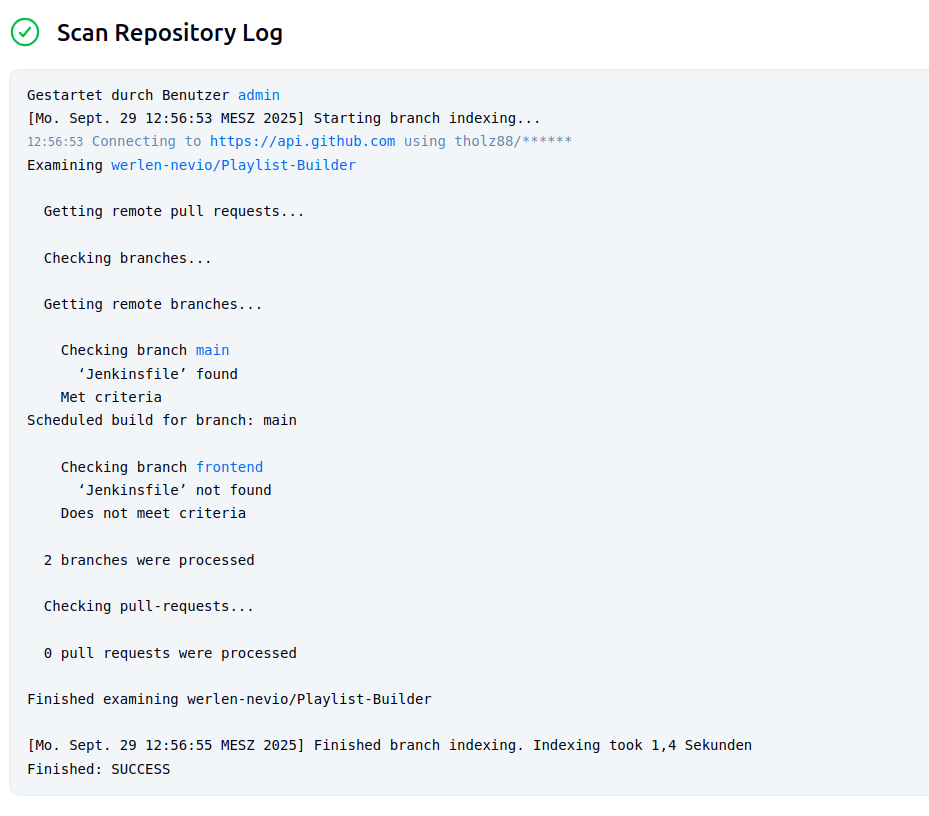 Scan Repository Log
Gestartet durch Benutzer admin
[Mo. Sept. 29 12:56:53 MESZ 2025] Starting branch indexing...
12:56:53 Connecting to https://api.github.com using tholz88/******
Examining werlen-nevio/Playlist-Builder
Getting remote pull requests...
Checking branches...
Getting remote branches...
Checking branch main
‘Jenkinsfile’ found
Met criteria
Scheduled build for branch: main
Checking branch frontend
‘Jenkinsfile’ not found
Does not meet criteria
2 branches were processed
Checking pull-requests...
0 pull requests were processed
Finished examining werlen-nevio/Playlist-Builder
[Mo. Sept. 29 12:56:55 MESZ 2025] Finished branch indexing. Indexing took 1,4 Sekunden
Finished: SUCCESS